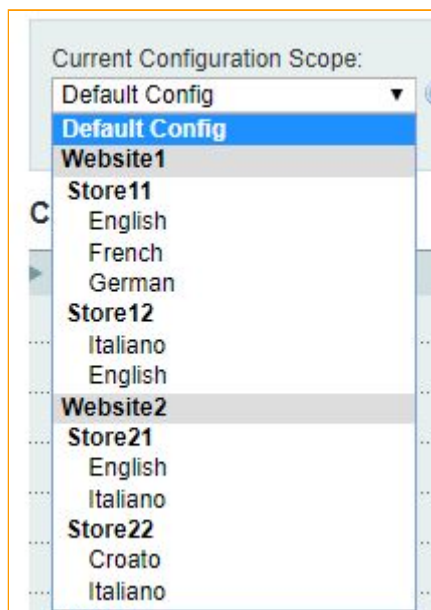 Current Configuration Scope:
Default Config
Default Config
Website1
Store11
English
French
German
Store12
Italiano
English
Website2
Store21
English
Italiano
Store22
Croato
Italiano
C